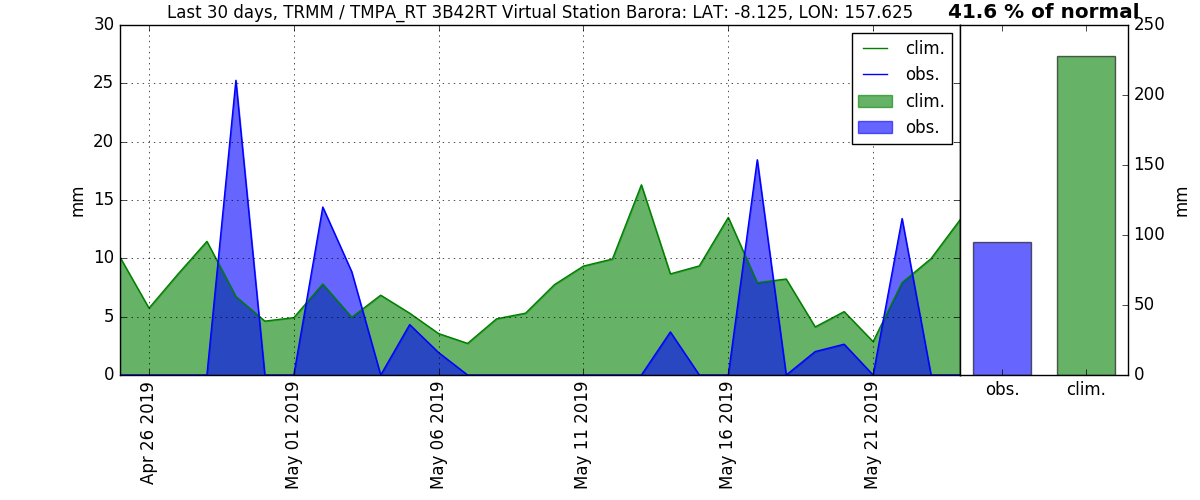 Last 30 days, TRMM / TMPA_RT 3B42RT Virtual Station Barora: LAT: -8.125, LON: 157.625
41.6 % of normal
30
25
20
15
10
5
0
mm
clim.
obs.
clim.
obs.
Apr 26 2019
May 01 2019
May 06 2019
May 11 2019
May 16 2019
May 21 2019
250
200
150
100
50
0
mm
obs.
clim.